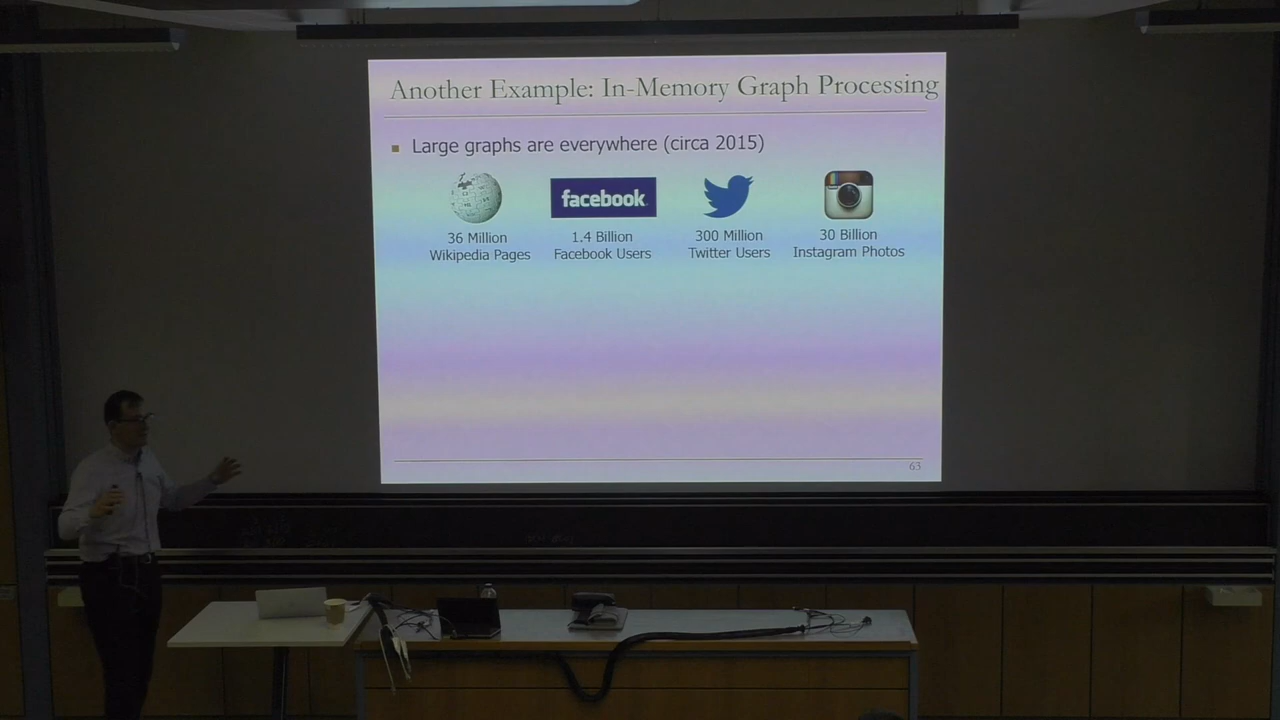 Another Example: In-Memory Graph Processing
Large graphs are everywhere (circa 2015)
facebook
36 Million
Wikipedia Pages
1.4 Billion
Facebook Users
300 Million
Twitter Users
30 Billion
Instagram Photos
63